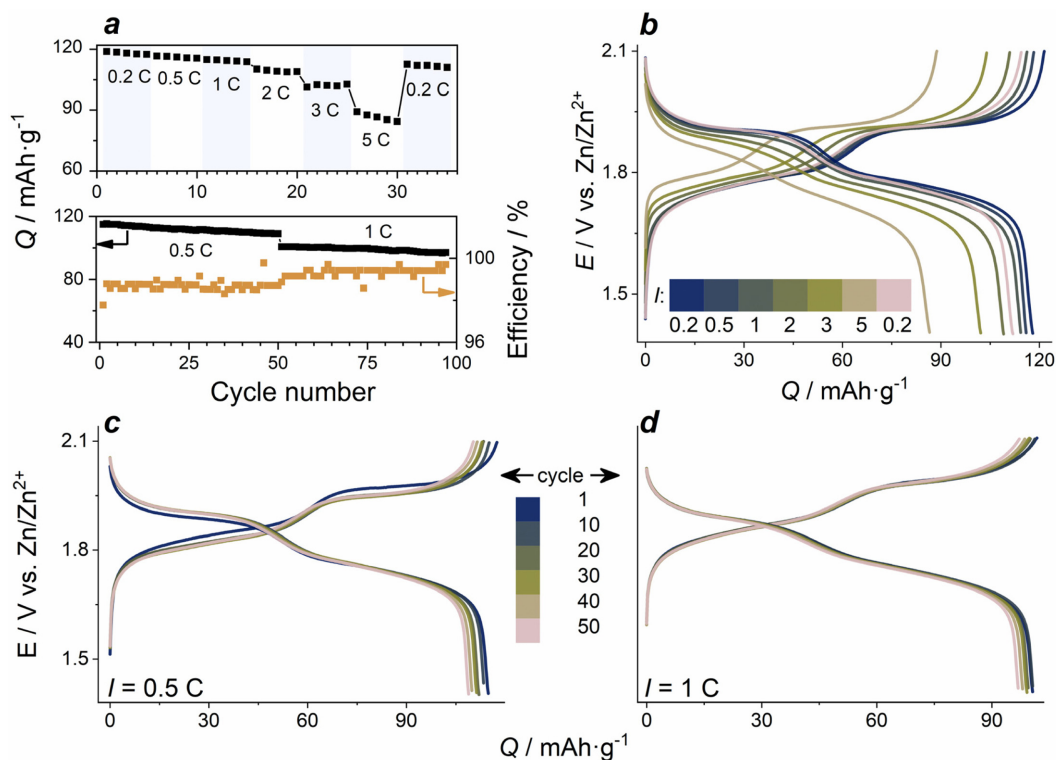 a
120
90
60
0.2 C
0.5 C
1 C
2 C
3 C
5 C
0.2 C
0
10
20
30
Q / mAh·g-1
120
100
80
60
40
0.5 C
1 C
100
96
Efficiency / %
0
25
50
75
100
Cycle number
b
2.1
1.8
1.5
E / V vs. Zn/Zn2+
I:
0.2 0.5 1 2 3 5 0.2
0
30
60
90
120
Q / mAh·g-1
c
2.1
1.8
1.5
E / V vs. Zn/Zn2+
I = 0.5 C
0
30
60
90
cycle
1
10
20
30
40
50
d
I = 1 C
0
30
60
90
Q / mAh·g-1